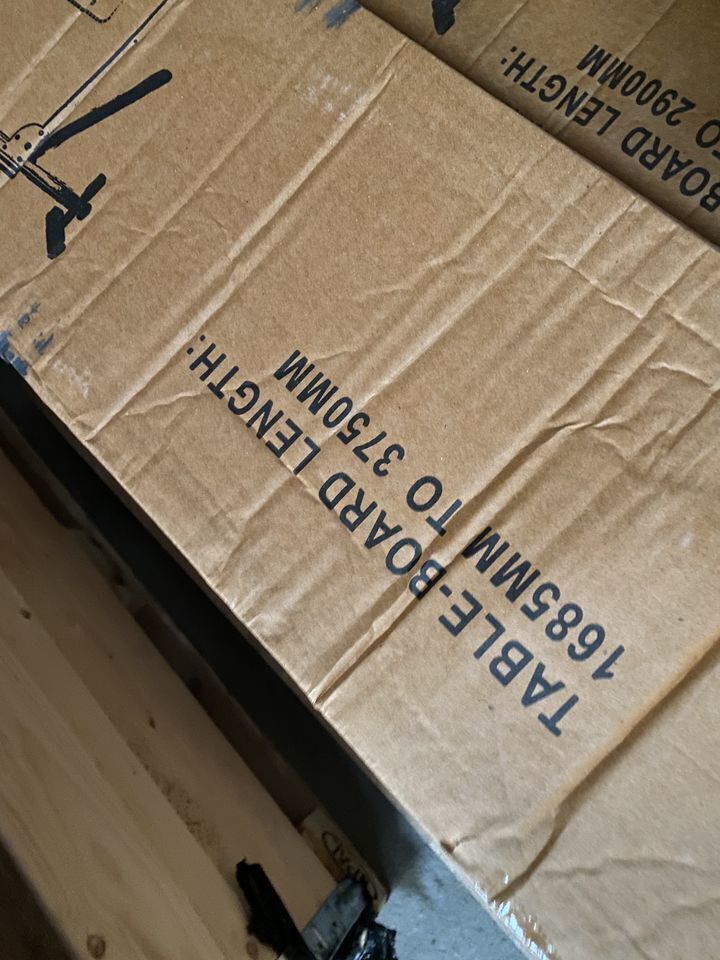 TABLE-BOARD LENGTH:
1685MM TO 3750MM
BOARD LENGTH:
TO 2900MM